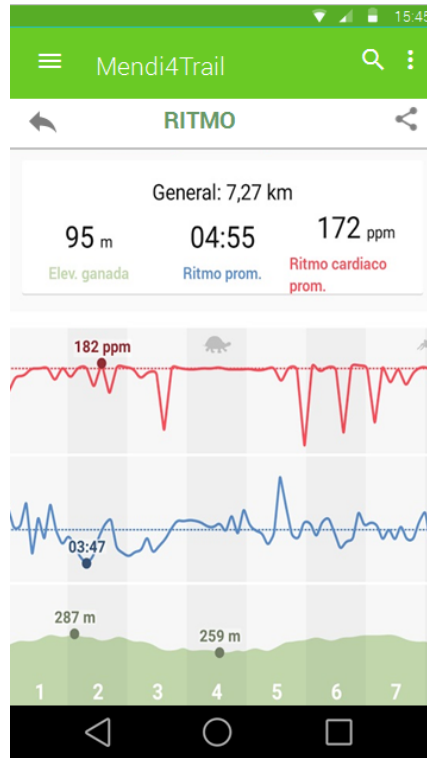 15:45
Mendi4Trail
RITMO
General: 7,27 km
95 m
04:55
172 ppm
Elev. ganada
Ritmo prom.
Ritmo cardiaco
prom.
182 ppm
03:47
287 m
259 m
1 2 3 4 5 6 7